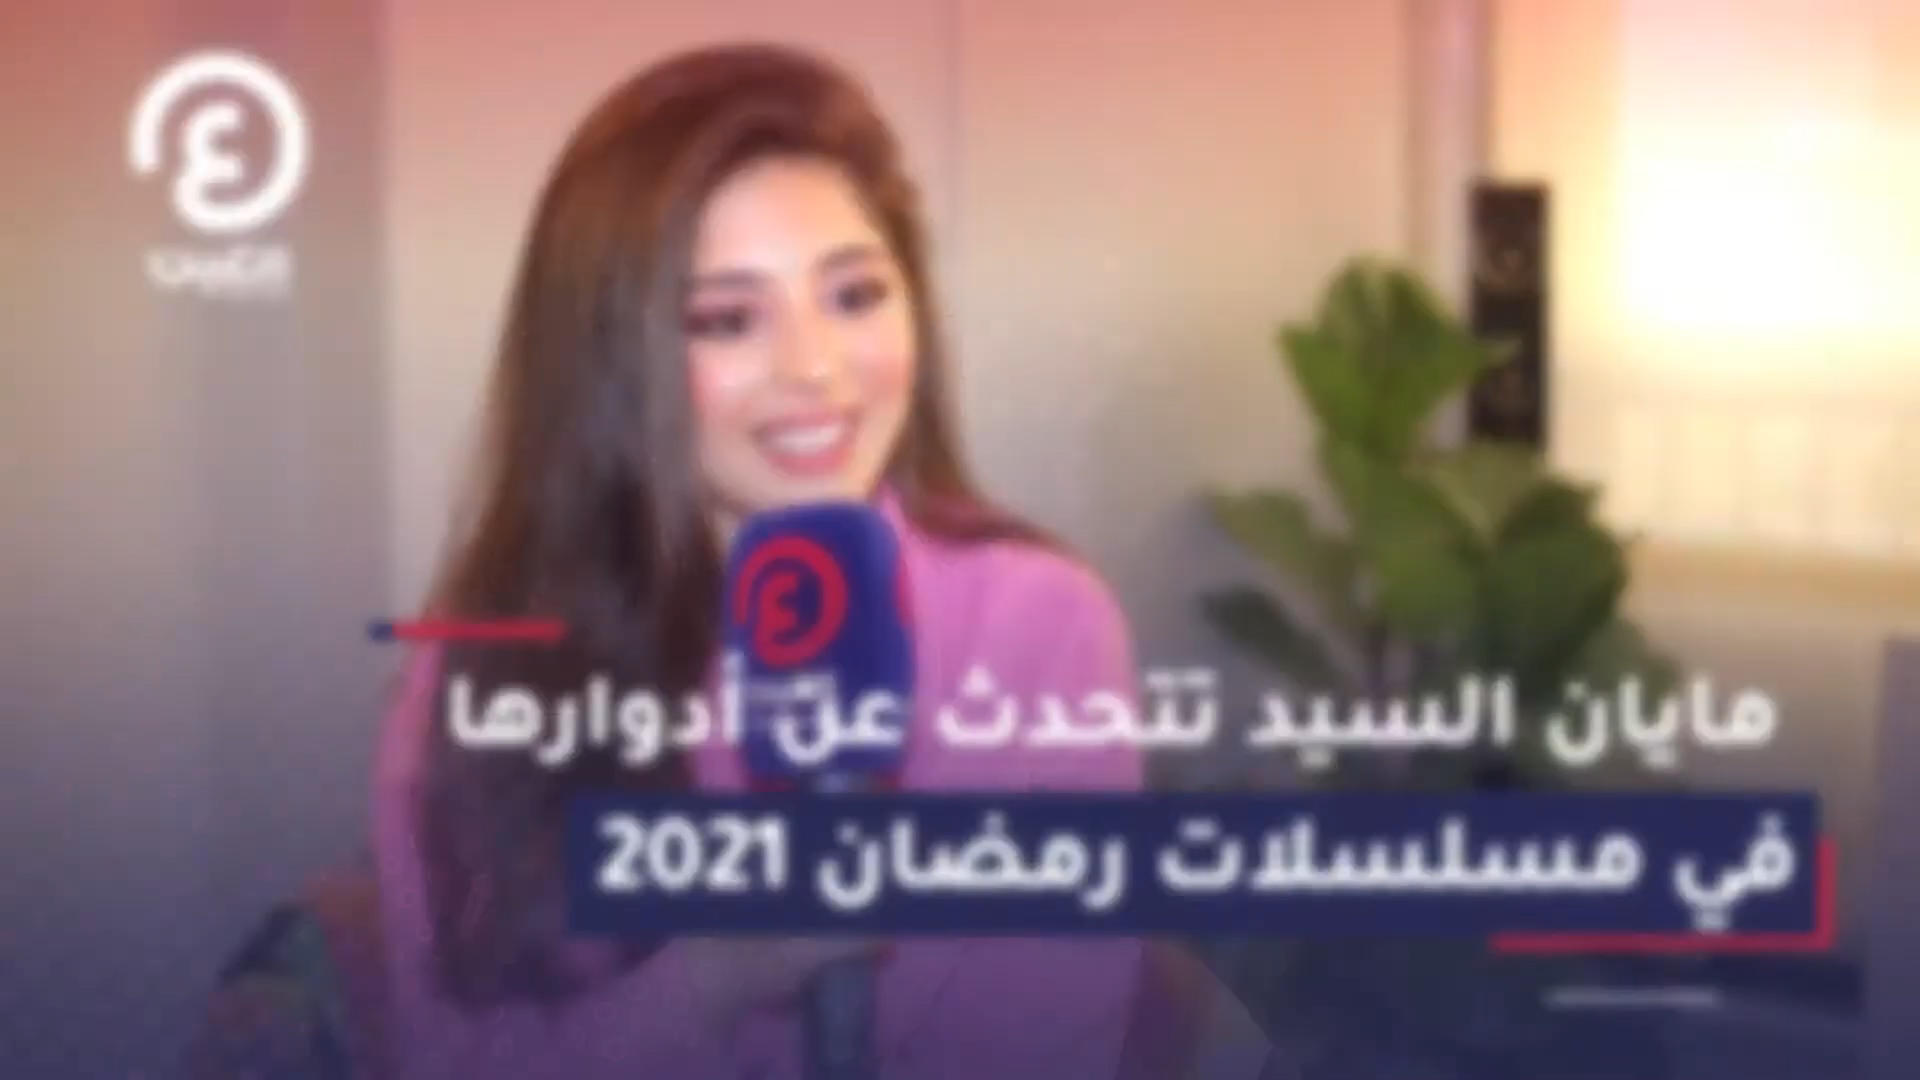 مايان السيد تتحدث عن أدوارها
في مسلسلات رمضان 2021